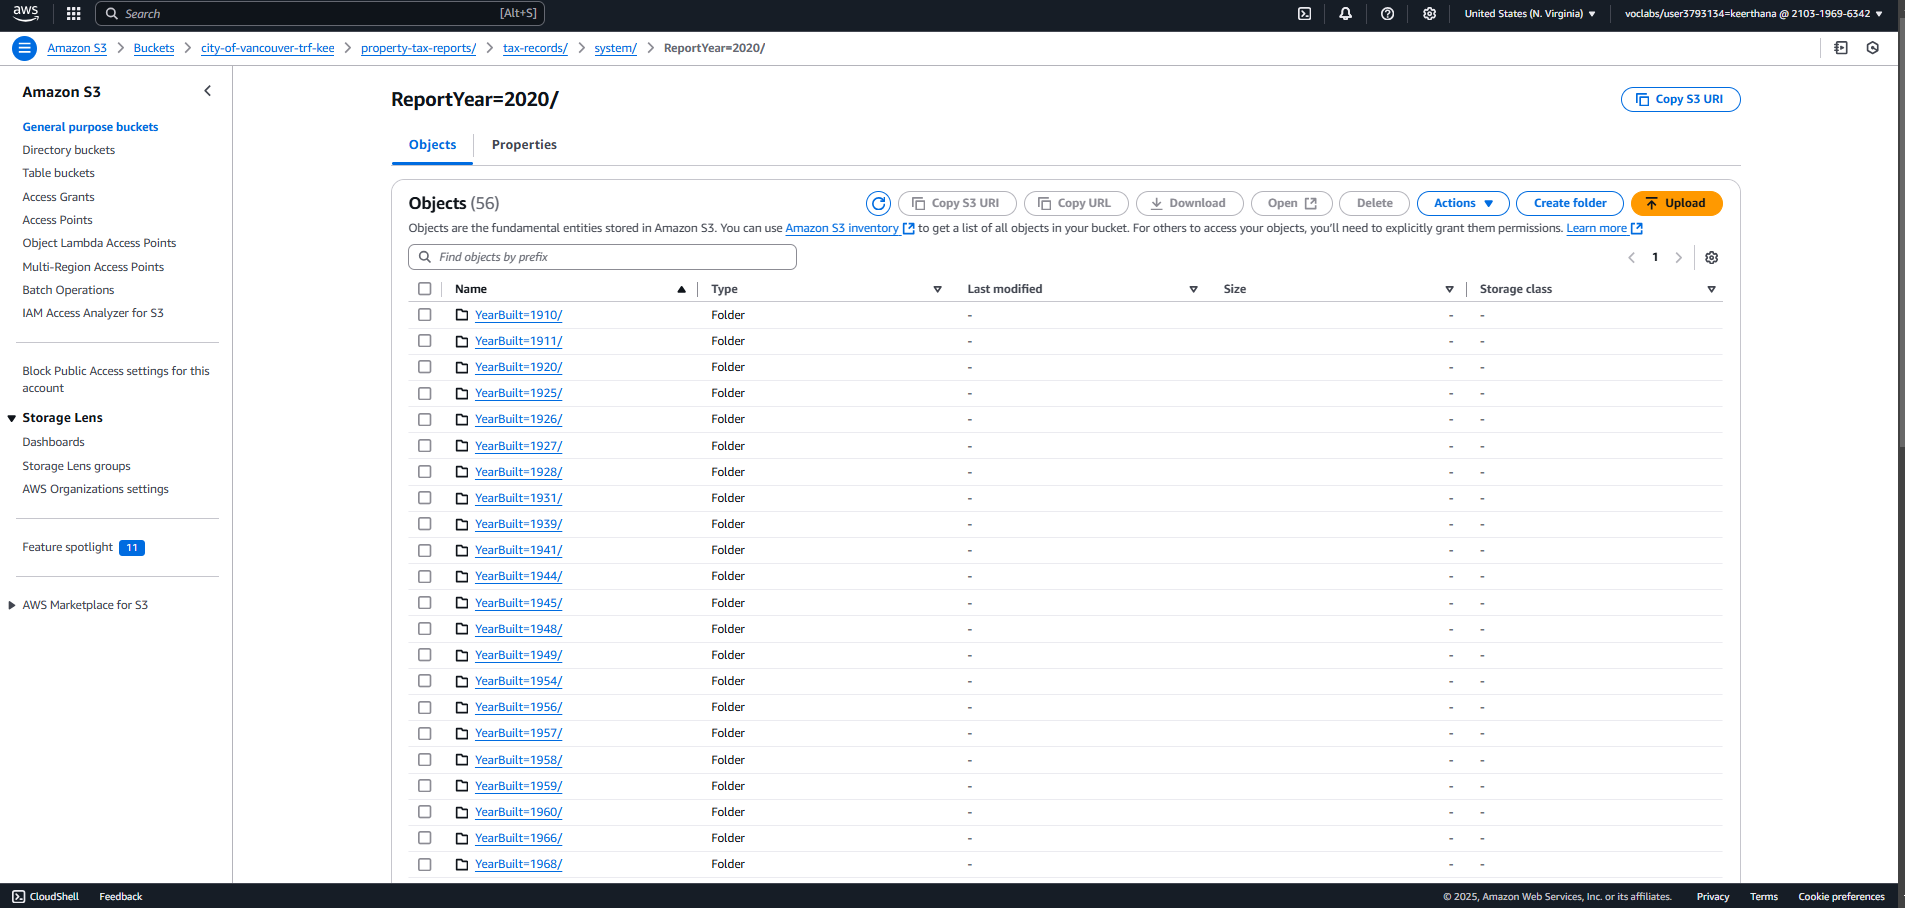 aws
Search [Alt+S]
United States (N. Virginia) voclabs/user3793134=keerthana @ 2103-1969-6342
Amazon S3 Buckets city-of-vancouver-trf-kee property-tax-reports/ tax-records/ system/ ReportYear=2020/
Amazon S3
General purpose buckets
Directory buckets
Table buckets
Access Grants
Access Points
Object Lambda Access Points
Multi-Region Access Points
Batch Operations
IAM Access Analyzer for S3
Block Public Access settings for this
account
Storage Lens
Dashboards
Storage Lens groups
AWS Organizations settings
Feature spotlight 11
AWS Marketplace for S3
ReportYear=2020/
Copy S3 URI
Objects Properties
Objects (56)
Copy S3 URI Copy URL Download Open Delete Actions Create folder Upload
Objects are the fundamental entities stored in Amazon S3. You can use Amazon S3 inventory to get a list of all objects in your bucket. For others to access your objects, you'll need to explicitly grant them permissions. Learn more
Find objects by prefix
1
Name Type Last modified Size Storage class
YearBuilt=1910/ Folder - - -
YearBuilt=1911/ Folder - - -
YearBuilt=1920/ Folder - - -
YearBuilt=1925/ Folder - - -
YearBuilt=1926/ Folder - - -
YearBuilt=1927/ Folder - - -
YearBuilt=1928/ Folder - - -
YearBuilt=1931/ Folder - - -
YearBuilt=1939/ Folder - - -
YearBuilt=1941/ Folder - - -
YearBuilt=1944/ Folder - - -
YearBuilt=1945/ Folder - - -
YearBuilt=1948/ Folder - - -
YearBuilt=1949/ Folder - - -
YearBuilt=1954/ Folder - - -
YearBuilt=1956/ Folder - - -
YearBuilt=1957/ Folder - - -
YearBuilt=1958/ Folder - - -
YearBuilt=1959/ Folder - - -
YearBuilt=1960/ Folder - - -
YearBuilt=1966/ Folder - - -
YearBuilt=1968/ Folder - - -
CloudShell Feedback © 2025, Amazon Web Services, Inc. or its affiliates. Privacy Terms Cookie preferences